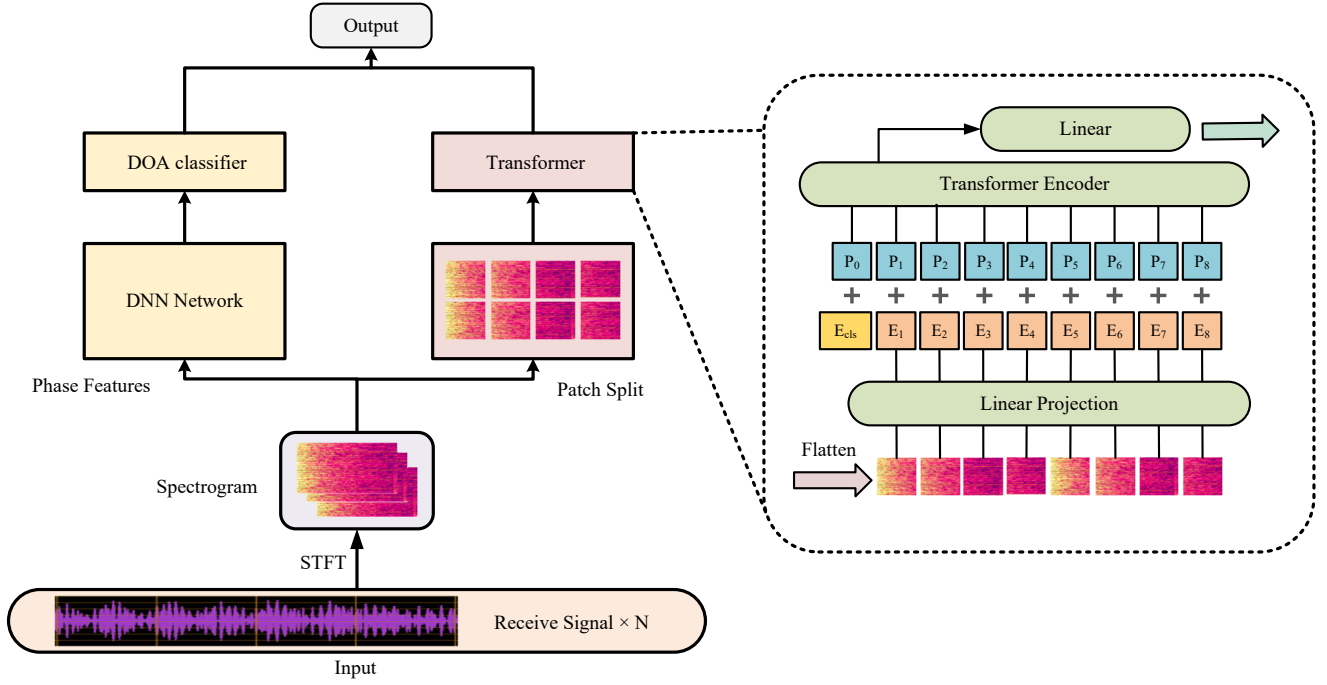 Output
DOA classifier
Transformer
DNN Network
Phase Features
Patch Split
Spectrogram
STFT
Receive Signal × N
Input
Linear
Transformer Encoder
P₀ P₁ P₂ P₃ P₄ P₅ P₆ P₇ P₈
+ + + + + + + + +
E_cls E₁ E₂ E₃ E₄ E₅ E₆ E₇ E₈
Linear Projection
Flatten